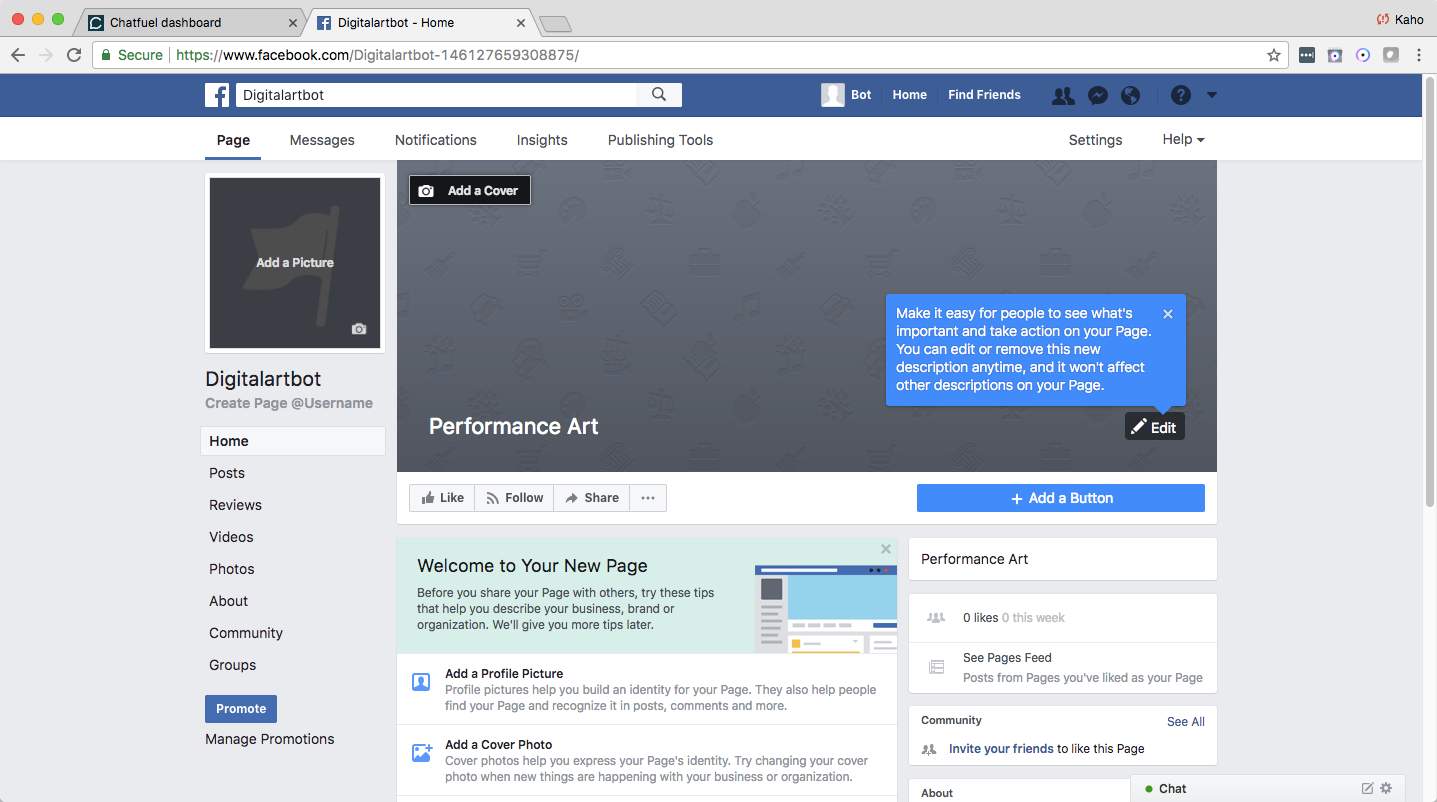 Chatfuel dashboard
Digitalartbot - Home
Kaho
Secure
https://www.facebook.com/Digitalartbot-146127659308875/
Digitalartbot
Bot
Home
Find Friends
Page
Messages
Notifications
Insights
Publishing Tools
Settings
Help
Add a Picture
Digitalartbot
Create Page @Username
Home
Posts
Reviews
Videos
Photos
About
Community
Groups
Promote
Manage Promotions
Add a Cover
Make it easy for people to see what's
important and take action on your Page.
You can edit or remove this new
description anytime, and it won't affect
other descriptions on your Page.
Performance Art
Edit
Like
Follow
Share
+ Add a Button
Welcome to Your New Page
Before you share your Page with others, try these tips
that help you describe your business, brand or
organization. We'll give you more tips later.
Add a Profile Picture
Profile pictures help you build an identity for your Page. They also help people
find your Page and recognize it in posts, comments and more.
Add a Cover Photo
Cover photos help you express your Page's identity. Try changing your cover
photo when new things are happening with your business or organization.
Performance Art
0 likes 0 this week
See Pages Feed
Posts from Pages you've liked as your Page
Community
See All
Invite your friends to like this Page
About
Chat